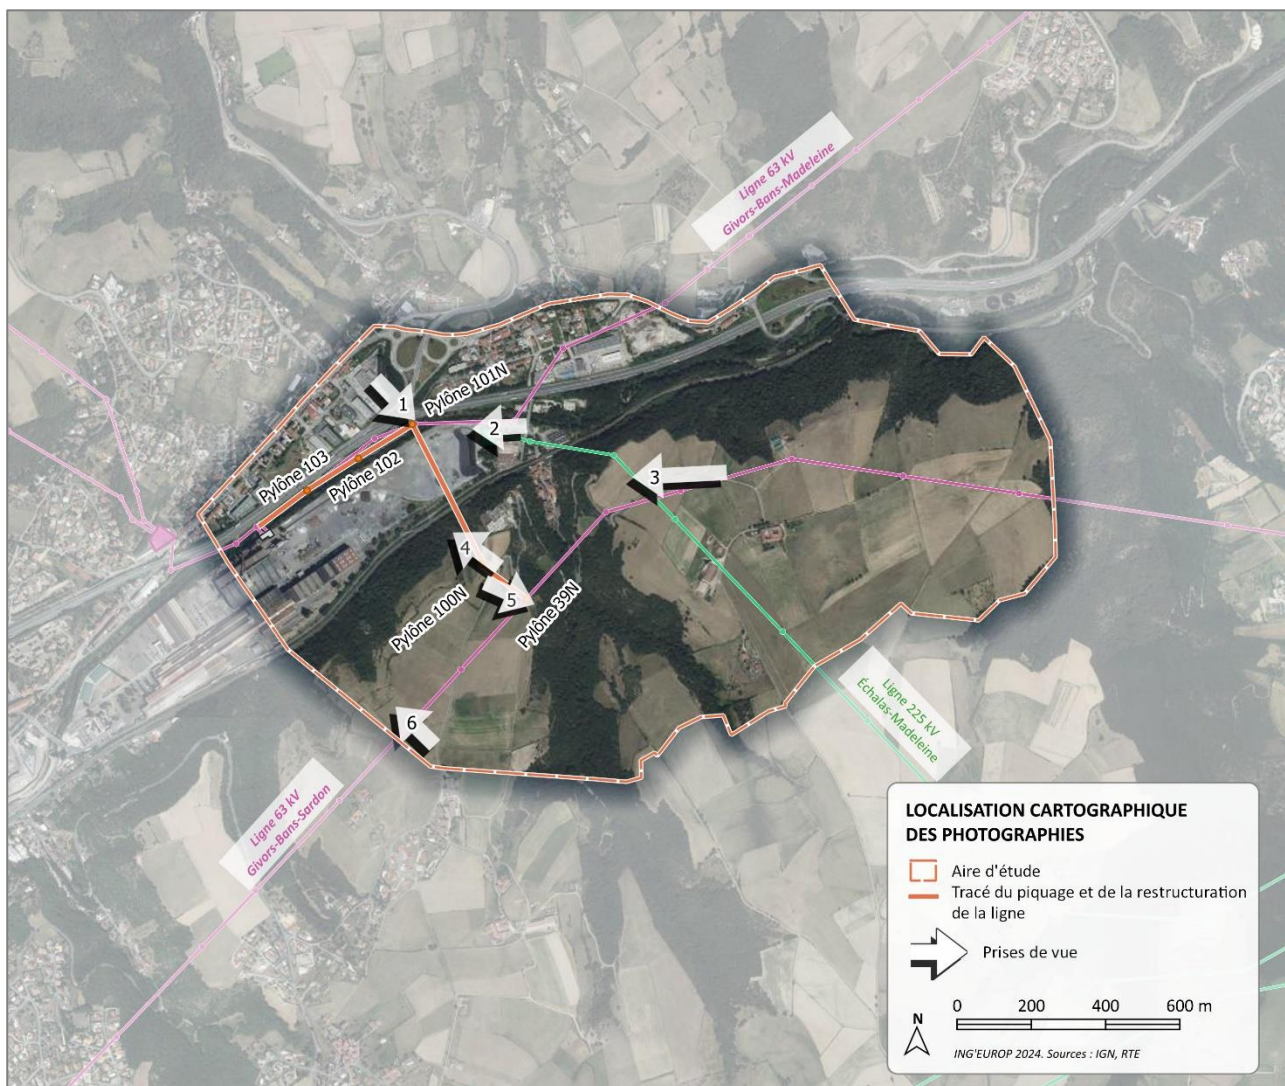 Ligne 63 kV
Givors-Bans-Madeleine
1
Pylône 101N
2
Pylône 103
Pylône 102
3
4
5
Pylône 100N
Pylône 39N
6
Ligne 225 kV
Échalas-Madeleine
Ligne 63 kV
Givors-Bans-Sardon
LOCALISATION CARTOGRAPHIQUE
DES PHOTOGRAPHIES
Aire d'étude
Tracé du piquage et de la restructuration
de la ligne
Prises de vue
N
0 200 400 600 m
ING'EUROP 2024. Sources : IGN, RTE